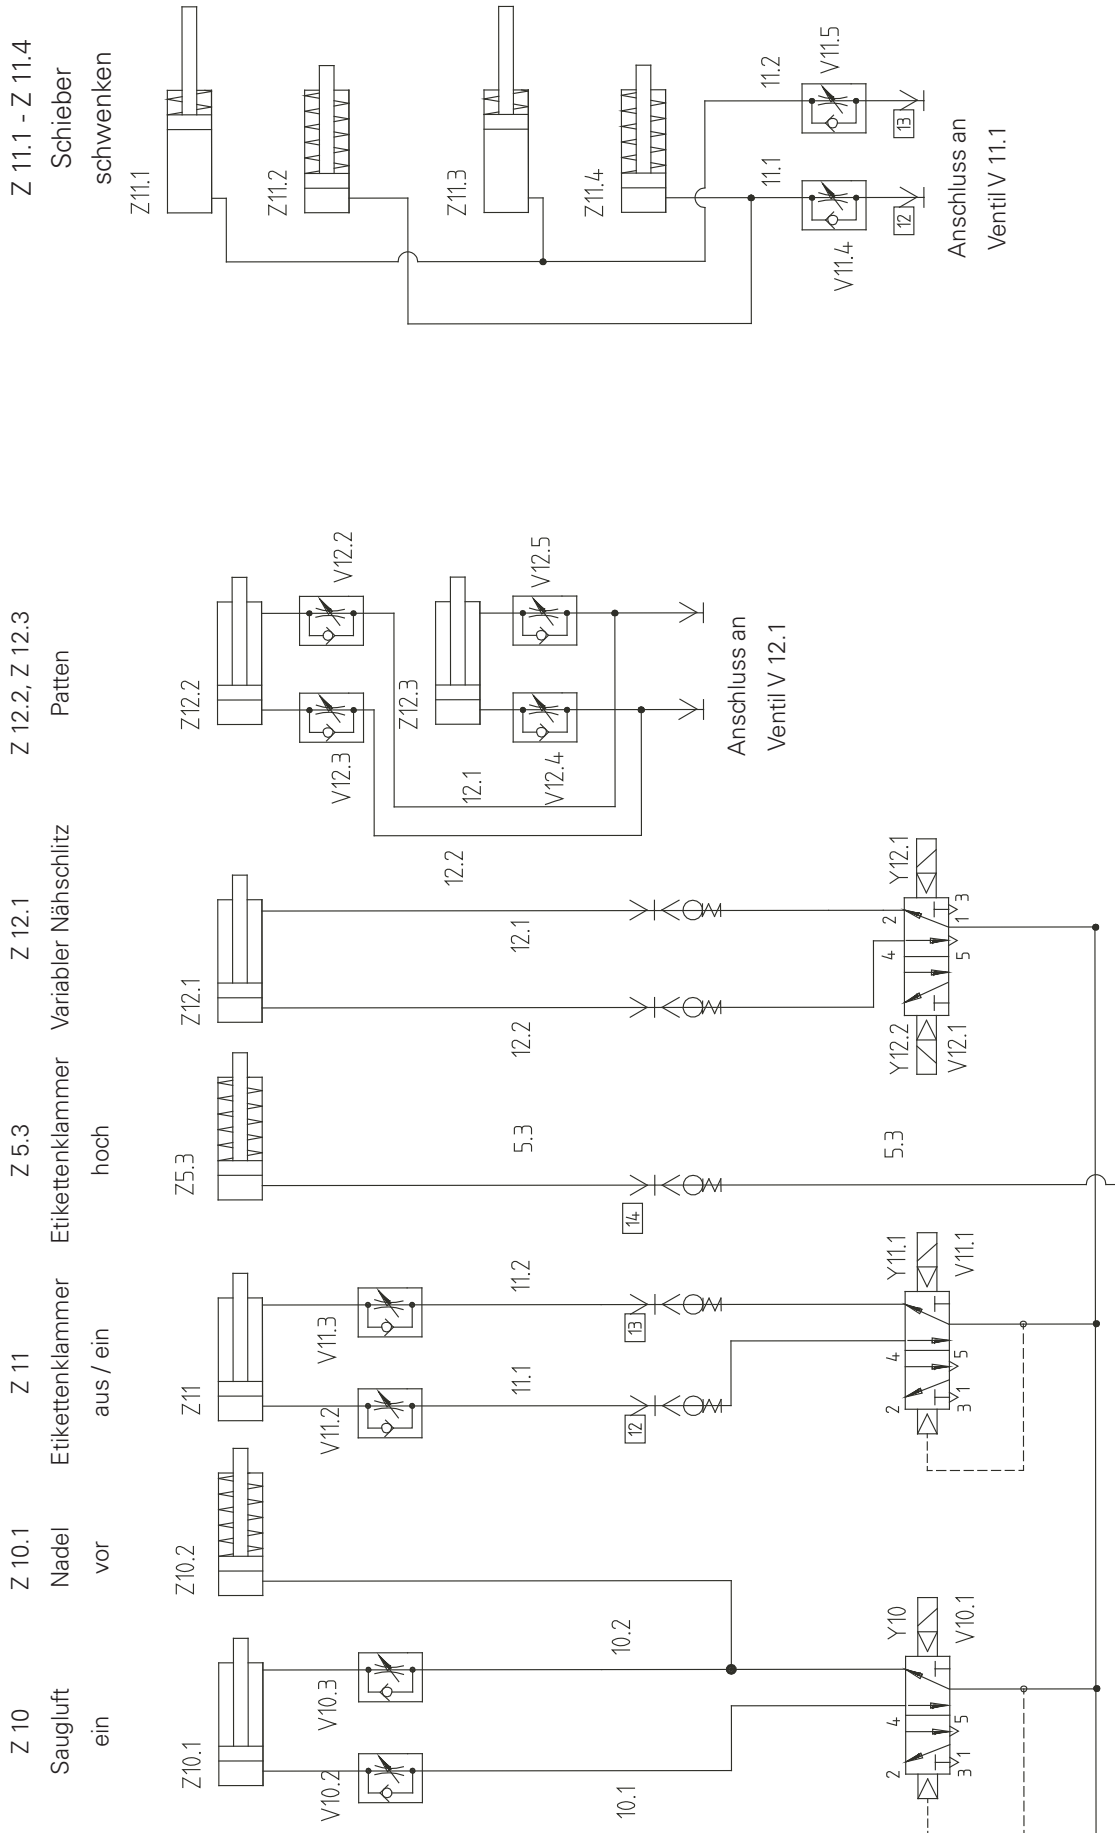 Z 10
Saugluft
ein
Z 10.1
Nadel
vor
Z 11
Etikettenklammer
aus / ein
Z 5.3
Etikettenklammer
hoch
Z 12.1
Variabler Nähschlitz
Z 12.2, Z 12.3
Patten
Z 11.1 - Z 11.4
Schieber
schwenken
Z10.1
Z10.2
Z11
Z5.3
Z12.1
Z12.2
Z12.3
Z11.1
Z11.2
Z11.3
Z11.4
V10.2
V10.3
V11.2
V11.3
V12.3
V12.2
V12.4
V12.5
V11.4
V11.5
10.1
10.2
11.1
11.2
5.3
12.2
12.1
12.2
12.1
11.1
11.2
12
13
14
12
13
5.3
Anschluss an
Ventil V 12.1
Anschluss an
Ventil V 11.1
Y10
V10.1
2
4
3
1
5
Y11.1
V11.1
2
4
3
1
5
Y12.2
V12.1
Y12.1
4
2
5
1
3